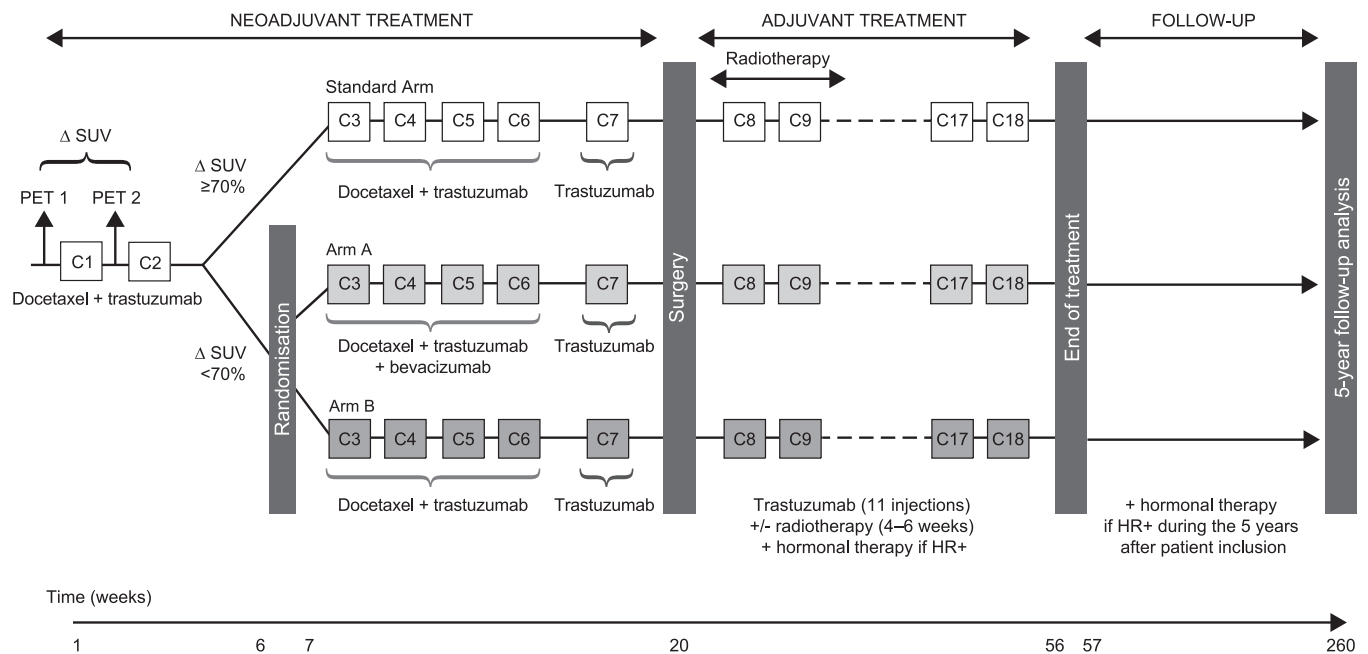 NEOADJUVANT TREATMENT
ADJUVANT TREATMENT
FOLLOW-UP
Radiotherapy
Standard Arm
C3 C4 C5 C6 C7 C8 C9 C17 C18
Δ SUV
Δ SUV
≥70%
Docetaxel + trastuzumab
Trastuzumab
PET 1
PET 2
C1 C2
Docetaxel + trastuzumab
Arm A
C3 C4 C5 C6 C7 C8 C9 C17 C18
Docetaxel + trastuzumab
+ bevacizumab
Trastuzumab
Δ SUV
<70%
Randomisation
Arm B
C3 C4 C5 C6 C7 C8 C9 C17 C18
Docetaxel + trastuzumab
Trastuzumab
Surgery
Trastuzumab (11 injections)
+/- radiotherapy (4–6 weeks)
+ hormonal therapy if HR+
End of treatment
+ hormonal therapy
if HR+ during the 5 years
after patient inclusion
5-year follow-up analysis
Time (weeks)
1 6 7 20 56 57 260